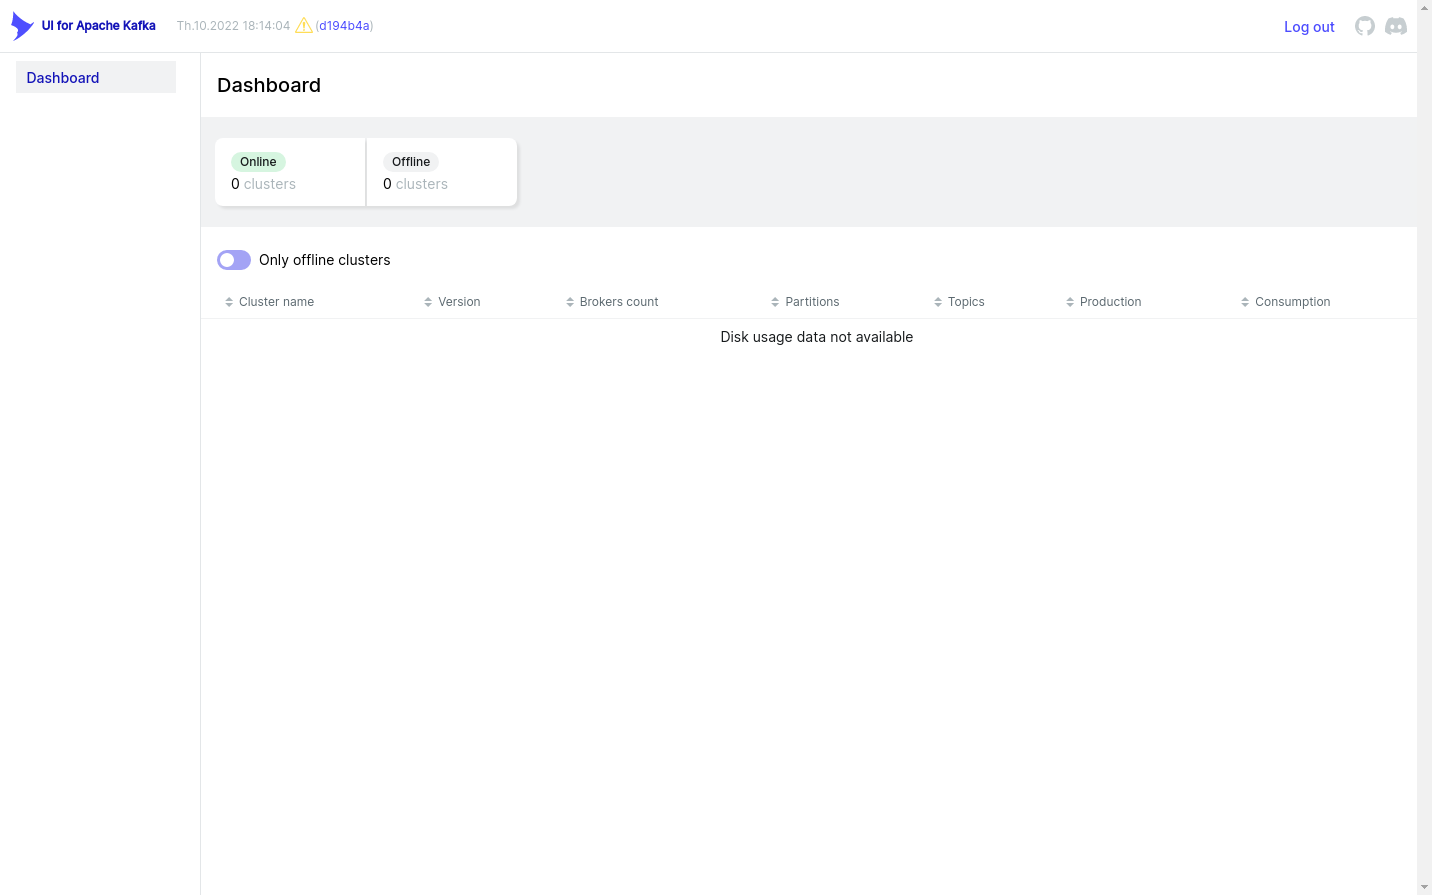 UI for Apache Kafka Th.10.2022 18:14:04 (d194b4a) Log out
Dashboard
Dashboard
Online Offline
0 clusters 0 clusters
Only offline clusters
Cluster name Version Brokers count Partitions Topics Production Consumption
Disk usage data not available